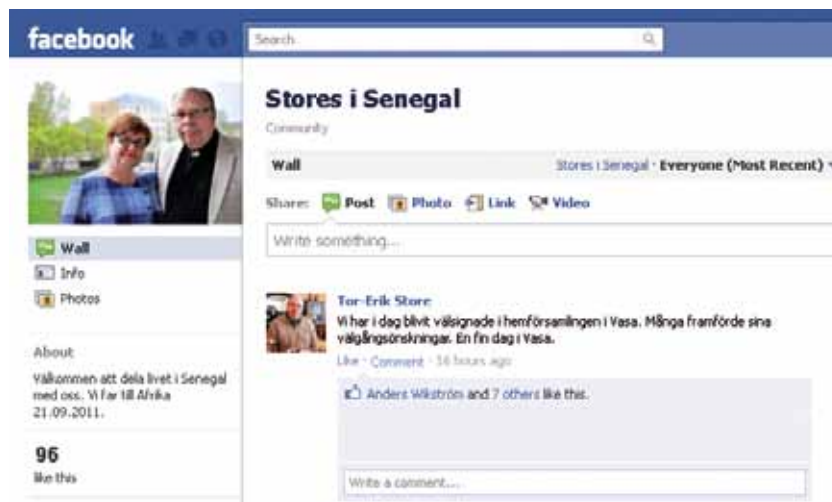 facebook
Search
Stores i Senegal
Community
Wall
Stores i Senegal · Everyone (Most Recent)
Share: Post Photo Link Video
Write something...
Wall
Info
Photos
About
Välkommen att dela livet i Senegal
med oss. Vi far till Afrika
21.09.2011.
96
like this
Tor-Erik Store
Vi har i dag blivit välsignade i hemförsamlingen i Vasa. Många framförde sina
välgångsönskningar. En fin dag i Vasa.
Like · Comment · 16 hours ago
Anders Wikström and 7 others like this.
Write a comment....